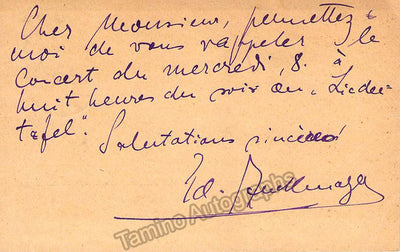 Cher Monsieur, permettez-
moi de vous rappeler le
concert du mercredi, 8. à
huit heures du soir au "Lieder-
tafel".
Salutations sincères
Ed.
Tamino Autographs